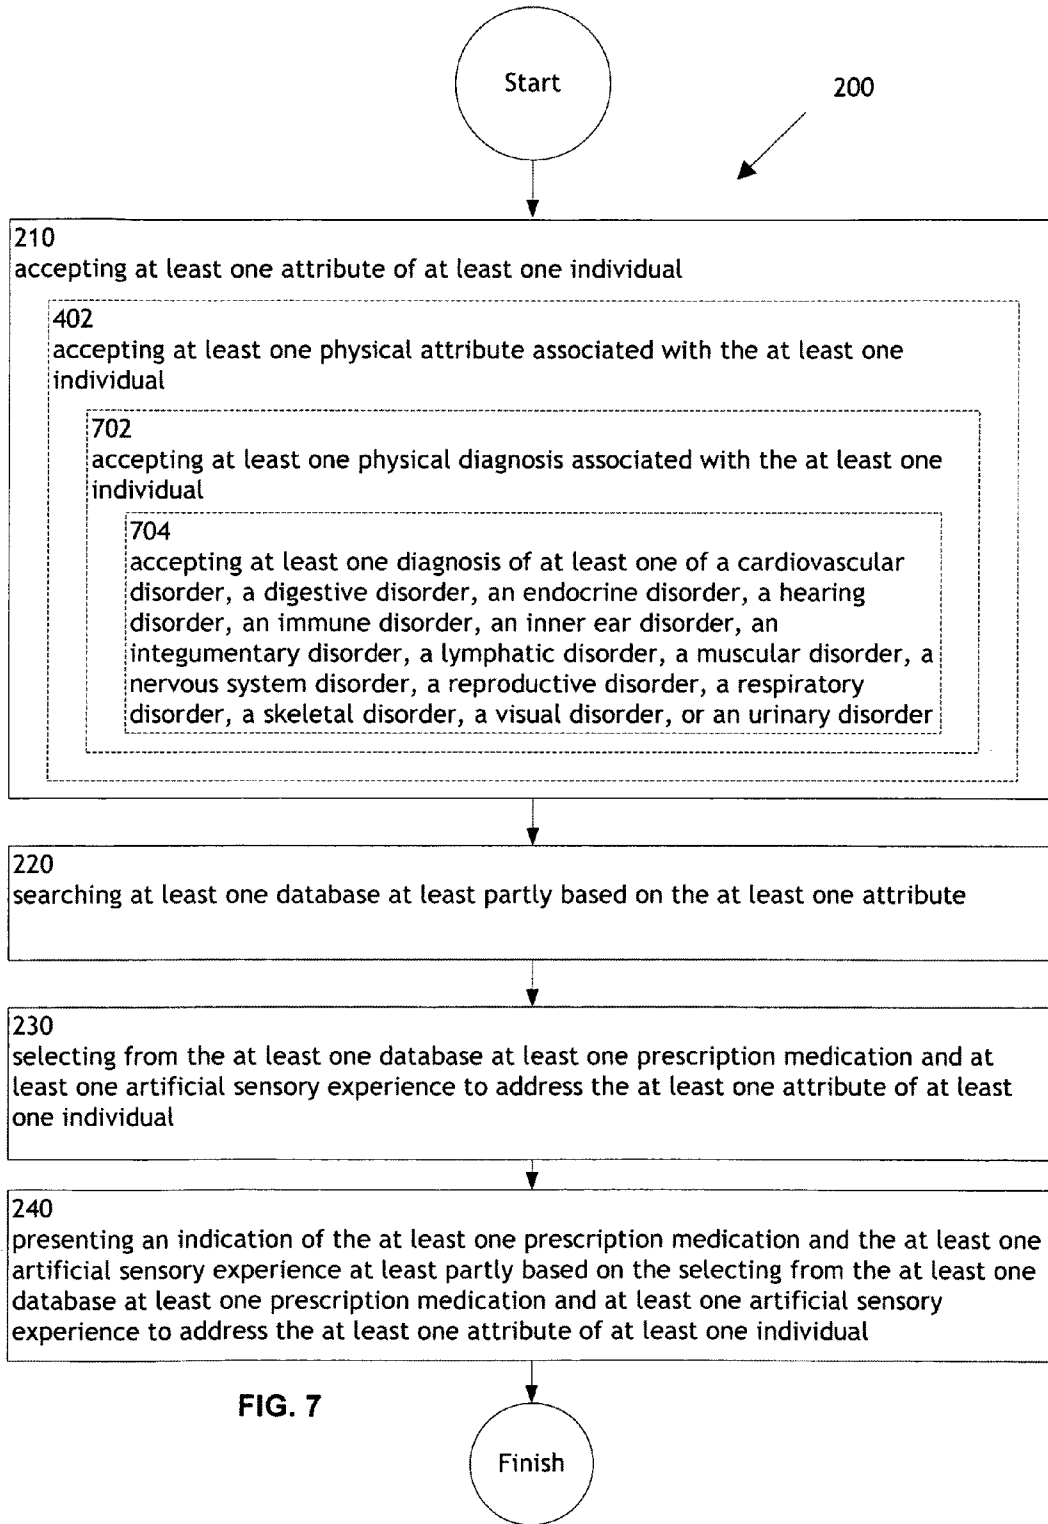 Start
200
210
accepting at least one attribute of at least one individual
402
accepting at least one physical attribute associated with the at least one
individual
702
accepting at least one physical diagnosis associated with the at least one
individual
704
accepting at least one diagnosis of at least one of a cardiovascular
disorder, a digestive disorder, an endocrine disorder, a hearing
disorder, an immune disorder, an inner ear disorder, an
integumentary disorder, a lymphatic disorder, a muscular disorder, a
nervous system disorder, a reproductive disorder, a respiratory
disorder, a skeletal disorder, a visual disorder, or an urinary disorder
220
searching at least one database at least partly based on the at least one attribute
230
selecting from the at least one database at least one prescription medication and at
least one artificial sensory experience to address the at least one attribute of at least
one individual
240
presenting an indication of the at least one prescription medication and the at least one
artificial sensory experience at least partly based on the selecting from the at least one
database at least one prescription medication and at least one artificial sensory
experience to address the at least one attribute of at least one individual
FIG. 7
Finish